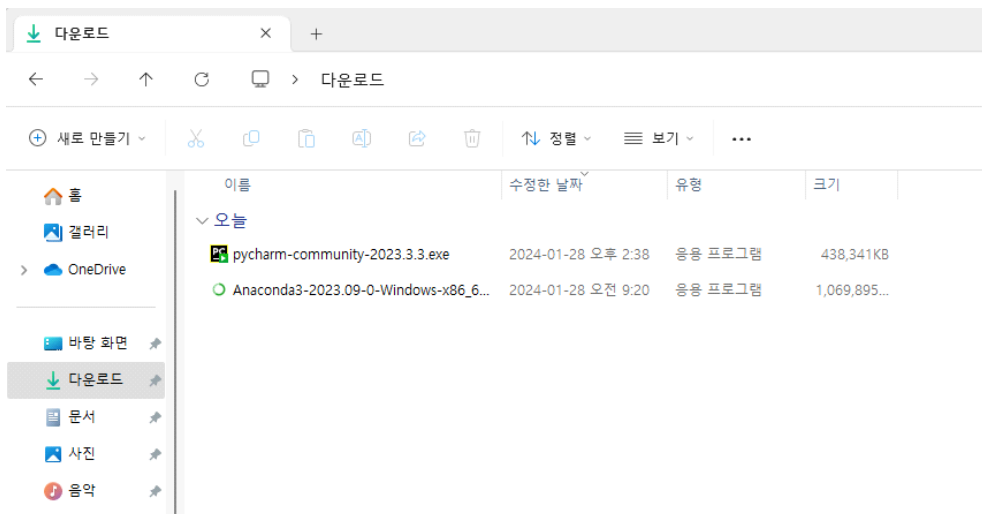 다운로드
다운로드
새로 만들기 정렬 보기
이름 수정한 날짜 유형 크기
홈
갤러리
OneDrive
바탕 화면
다운로드
문서
사진
음악
오늘
pycharm-community-2023.3.3.exe 2024-01-28 오후 2:38 응용 프로그램 438,341KB
Anaconda3-2023.09-0-Windows-x86_6... 2024-01-28 오전 9:20 응용 프로그램 1,069,895...